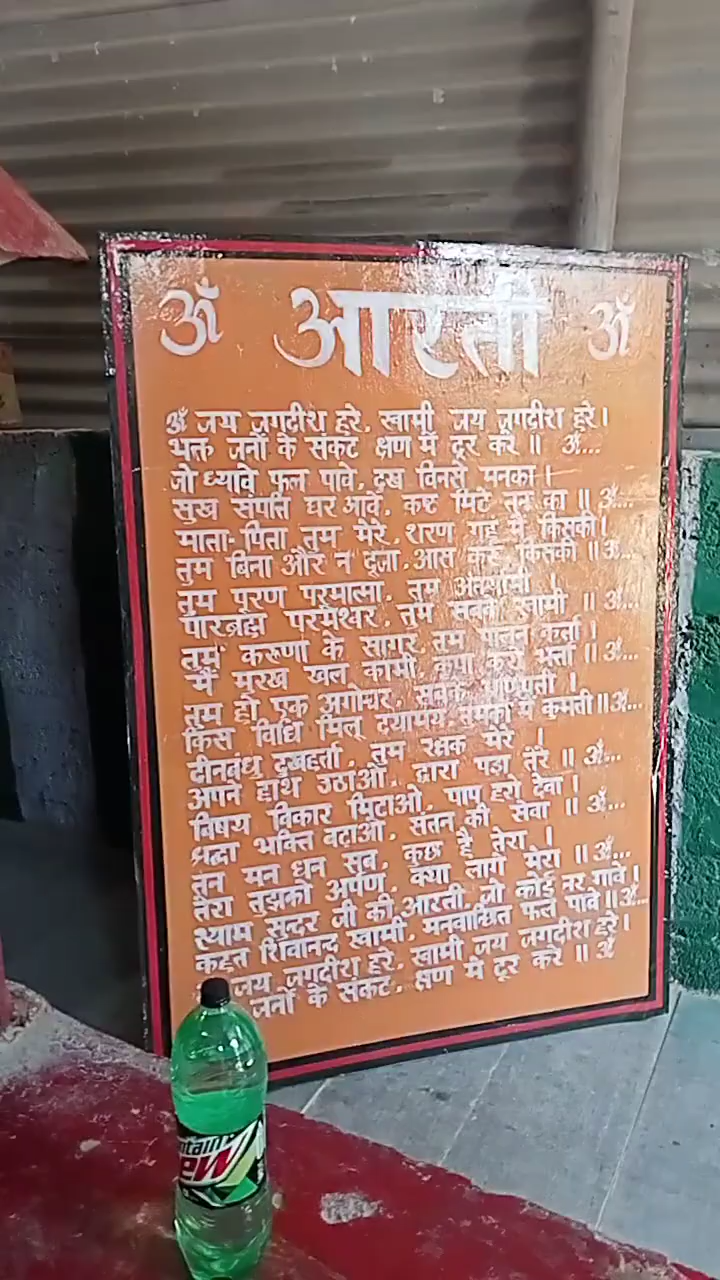 ॐ आरती ॐ
ॐ जय जगदीश हरे, स्वामी जय जगदीश हरे।
भक्त जनों के संकट क्षण में दूर करे ॥ ॐ...
जो ध्यावे फल पावे, दुख विनसे मनका।
सुख संपति घर आवे, कष्ट मिटे तन का ॥ ॐ...
माता-पिता तुम मेरे, शरण गहूं मैं किसकी।
तुम बिना और न दूजा, आस करूं किसकी ॥ ॐ...
तुम पूरण परमात्मा, तुम अंतर्यामी ।
पारब्रह्म परमेश्वर, तुम सबके स्वामी ॥ ॐ...
तुम करुणा के सागर, तुम पालन कर्ता।
मैं मूरख खल कामी कृपा करो भर्ता ॥ ॐ...
तुम हो एक अगोचर, सबके प्राणपती ।
किस विधि मिलू दयामय, तुमको मैं कुमती ॥ ॐ...
दीनबंधु दुखहर्ता, तुम रक्षक मेरे ।
अपने हाथ उठाओ, द्वारा पड़ा तेरे ॥ ॐ...
विषय विकार मिटाओ, पाप हरो देवा।
श्रद्धा भक्ति बढ़ाओ, संतन की सेवा ॥ ॐ...
तन मन धन सब, कुछ है तेरा ।
तेरा तुझको अर्पण, क्या लागे मेरा ॥ ॐ...
श्याम सुन्दर जी की आरती, जो कोई नर गावे।
कहत शिवानन्द स्वामी, मनवांछित फल पावे ॥ ॐ...
जय जगदीश हरे, स्वामी जय जगदीश हरे।
जनों के संकट, क्षण में दूर करे ॥ ॐ
ntain
ew